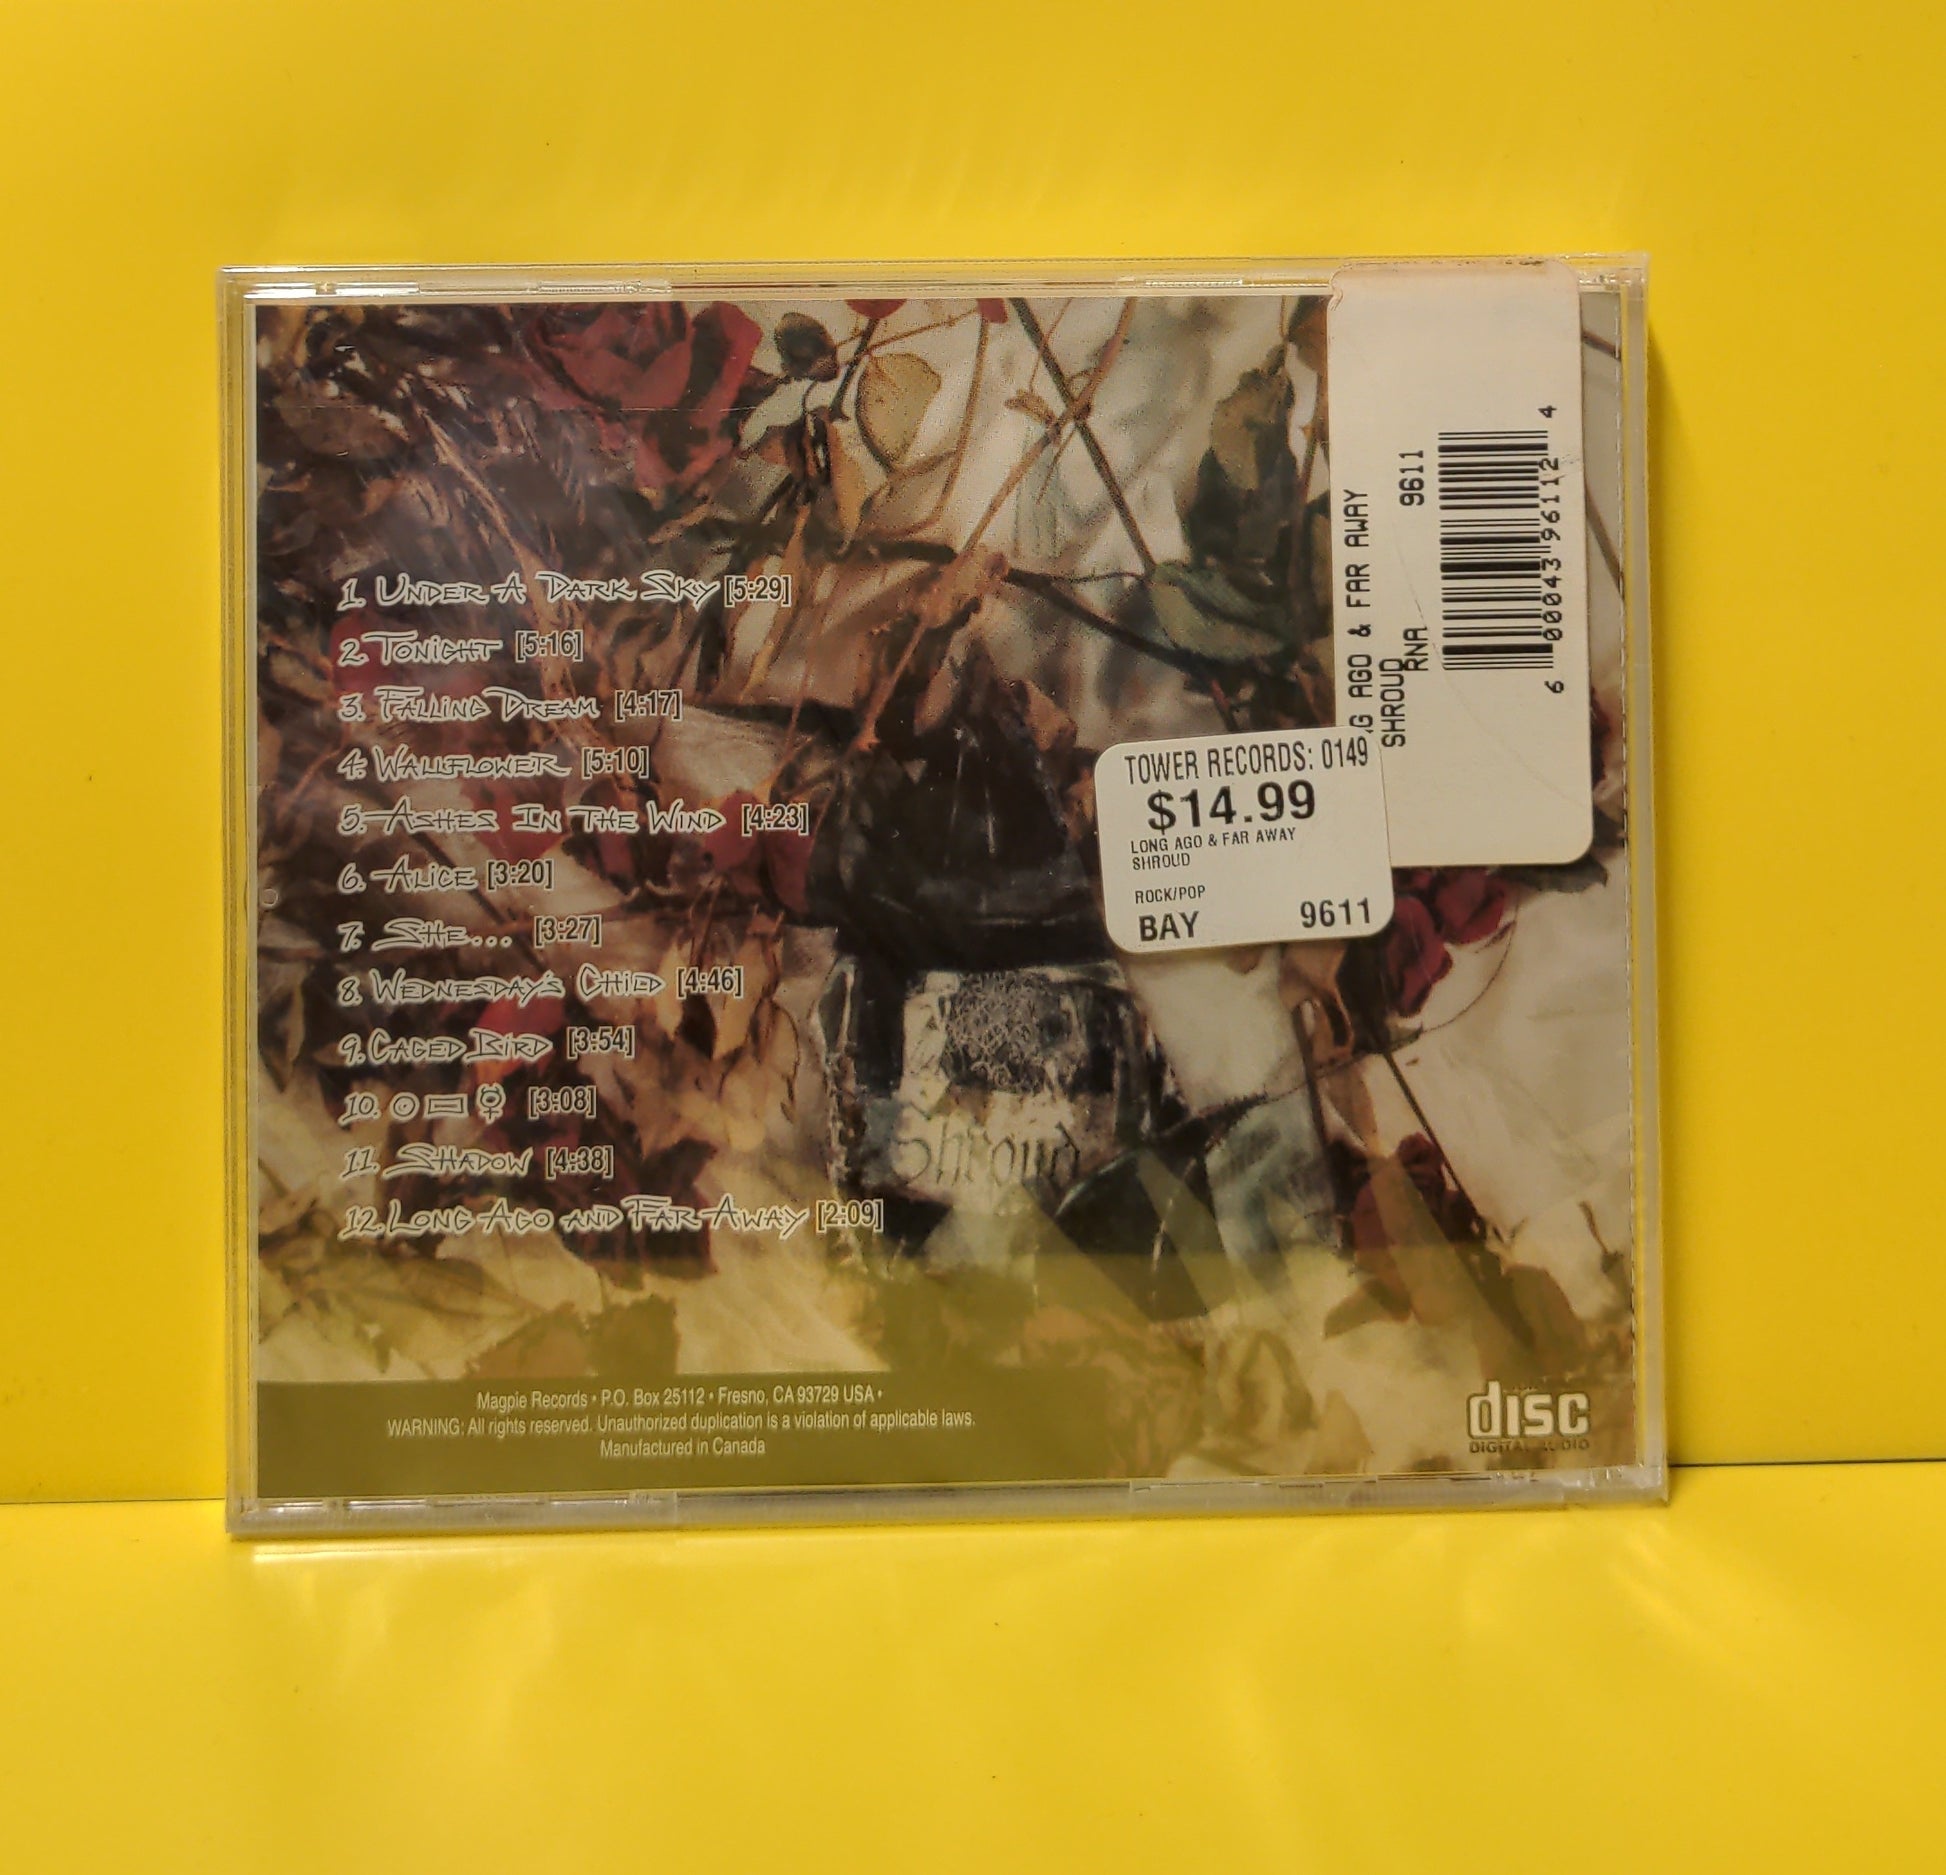 1. Under A Dark Sky [5:29]
2. Tonight [5:16]
3. Falling Dream [4:17]
4. Wallflower [5:10]
5. Ashes In The Wind [4:23]
6. Alice [3:20]
7. She... [3:27]
8. Wednesday's Child [4:46]
9. Caged Bird [3:54]
10. ☉ ▭ ☿ [3:08]
11. Shadow [4:38]
12. Long Ago and Far Away [2:09]
Shroud
AGO & FAR AWAY
SHROUD
RNA 9611
6 00043 96112 4
TOWER RECORDS: 0149
$14.99
LONG AGO & FAR AWAY
SHROUD
ROCK/POP
BAY 9611
Magpie Records • P.O. Box 25112 • Fresno, CA 93729 USA •
WARNING: All rights reserved. Unauthorized duplication is a violation of applicable laws.
Manufactured in Canada
disc
DIGITAL AUDIO